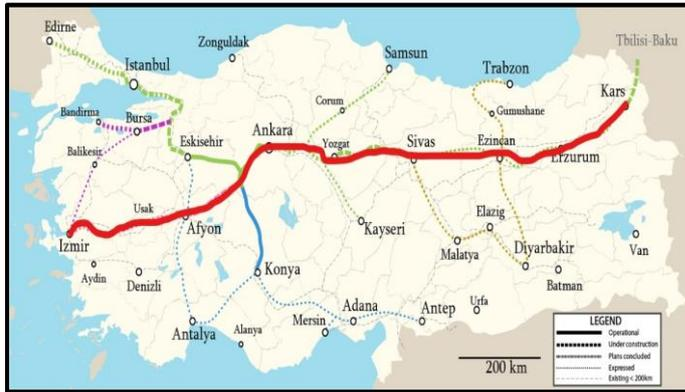 Tbilisi-Baku
Edirne
Zonguldak
Samsun
Istanbul
Trabzon
Kars
Corum
Gumushane
Bandirma
Bursa
Ankara
Eskisehir
Yozgat
Sivas
Ezincan
Erzurum
Balikesir
Usak
Afyon
Kayseri
Elazig
Izmir
Malatya
Diyarbakir
Van
Aydin
Denizli
Konya
Batman
Antalya
Alanya
Mersin
Adana
Antep
Urfa
200 km
LEGEND
Operational
Under construction
Plans concluded
Expressed
Existing < 200km